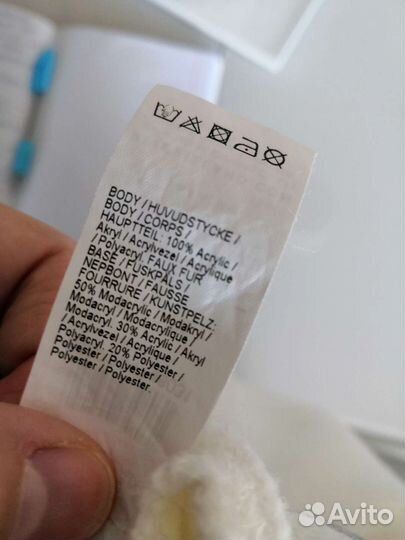 BODY / HUVUDSTYCKE /
BODY / CORPS /
HAUPTTEIL: 100% Acrylic /
Akryl / Acrylvezel / Acrylique
/ Polyacryl. FAUX FUR
BASE / FUSKPÄLS /
NEPBONT / FAUSSE
FOURRURE / KUNSTPELZ:
50% Modacrylic / Modakryl /
Modacryl / Modacrylique /
Modacryl. 30% Acrylic / Akryl
/ Acrylvezel / Acrylique /
Polyacryl. 20% Polyester /
Polyester / Polyester /
Polyester / Polyester.
Avito